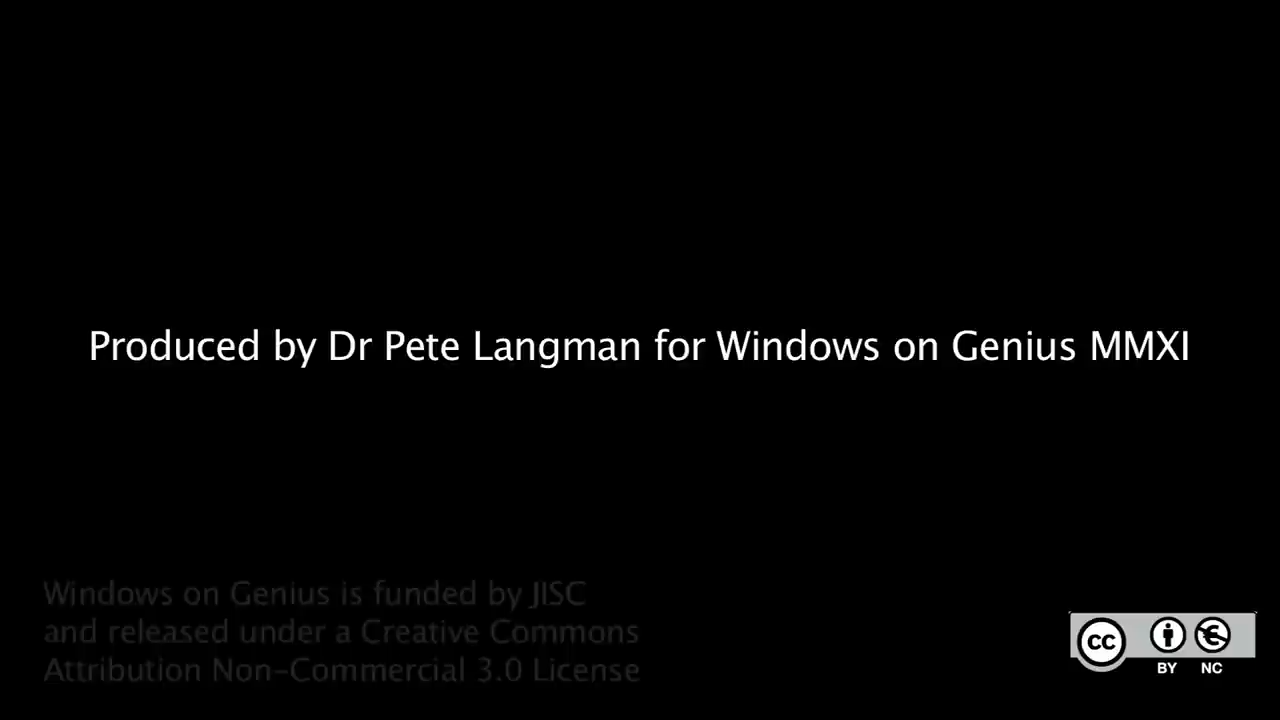 Produced by Dr Pete Langman for Windows on Genius MMXI
Windows on Genius is funded by JISC
and released under a Creative Commons
Attribution Non-Commercial 3.0 License
cc
BY NC